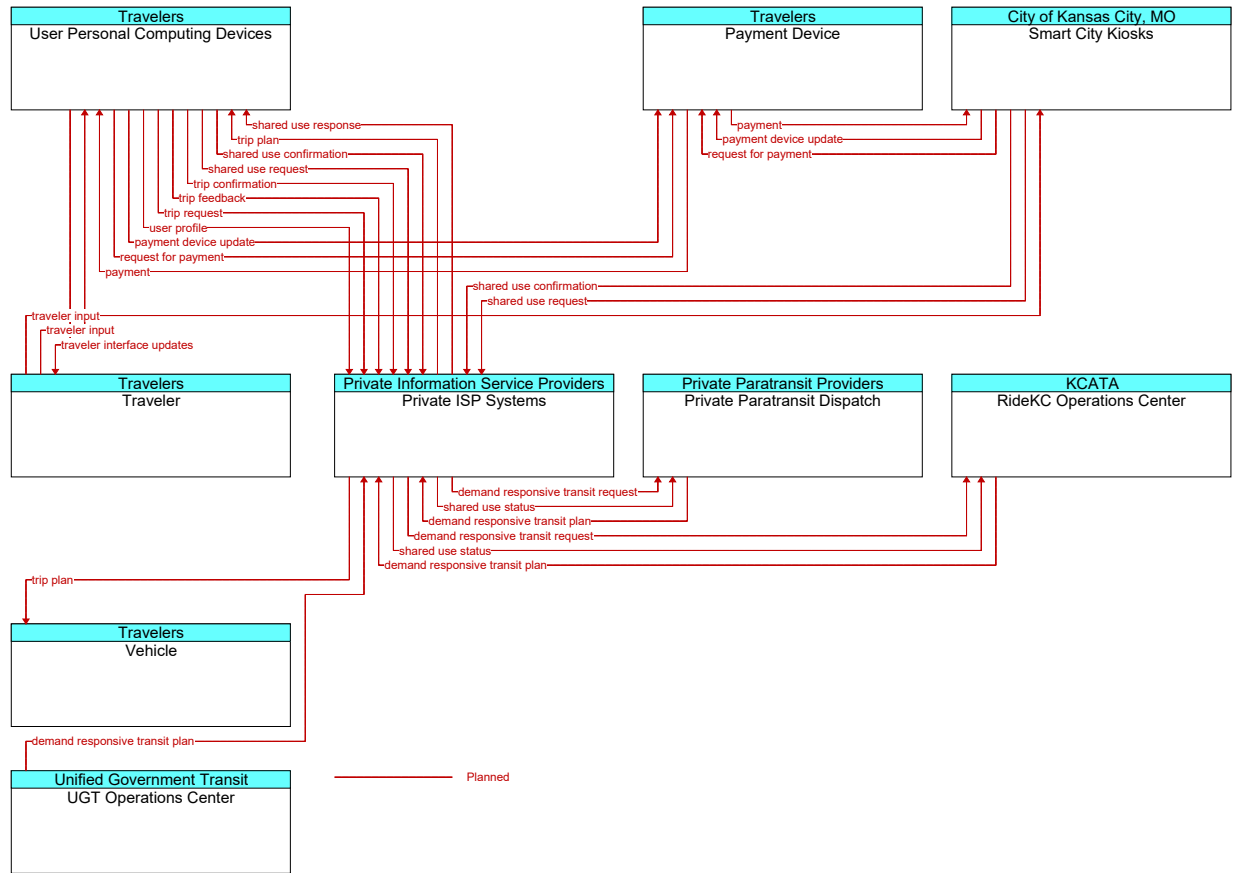 Travelers
User Personal Computing Devices
Travelers
Payment Device
City of Kansas City, MO
Smart City Kiosks
shared use response
payment
trip plan
payment device update
shared use confirmation
request for payment
shared use request
trip confirmation
trip feedback
trip request
user profile
payment device update
request for payment
payment
shared use confirmation
shared use request
traveler input
traveler input
traveler interface updates
Travelers
Traveler
Private Information Service Providers
Private ISP Systems
Private Paratransit Providers
Private Paratransit Dispatch
KCATA
RideKC Operations Center
demand responsive transit request
shared use status
demand responsive transit plan
demand responsive transit request
shared use status
demand responsive transit plan
trip plan
Travelers
Vehicle
demand responsive transit plan
Unified Government Transit
UGT Operations Center
Planned